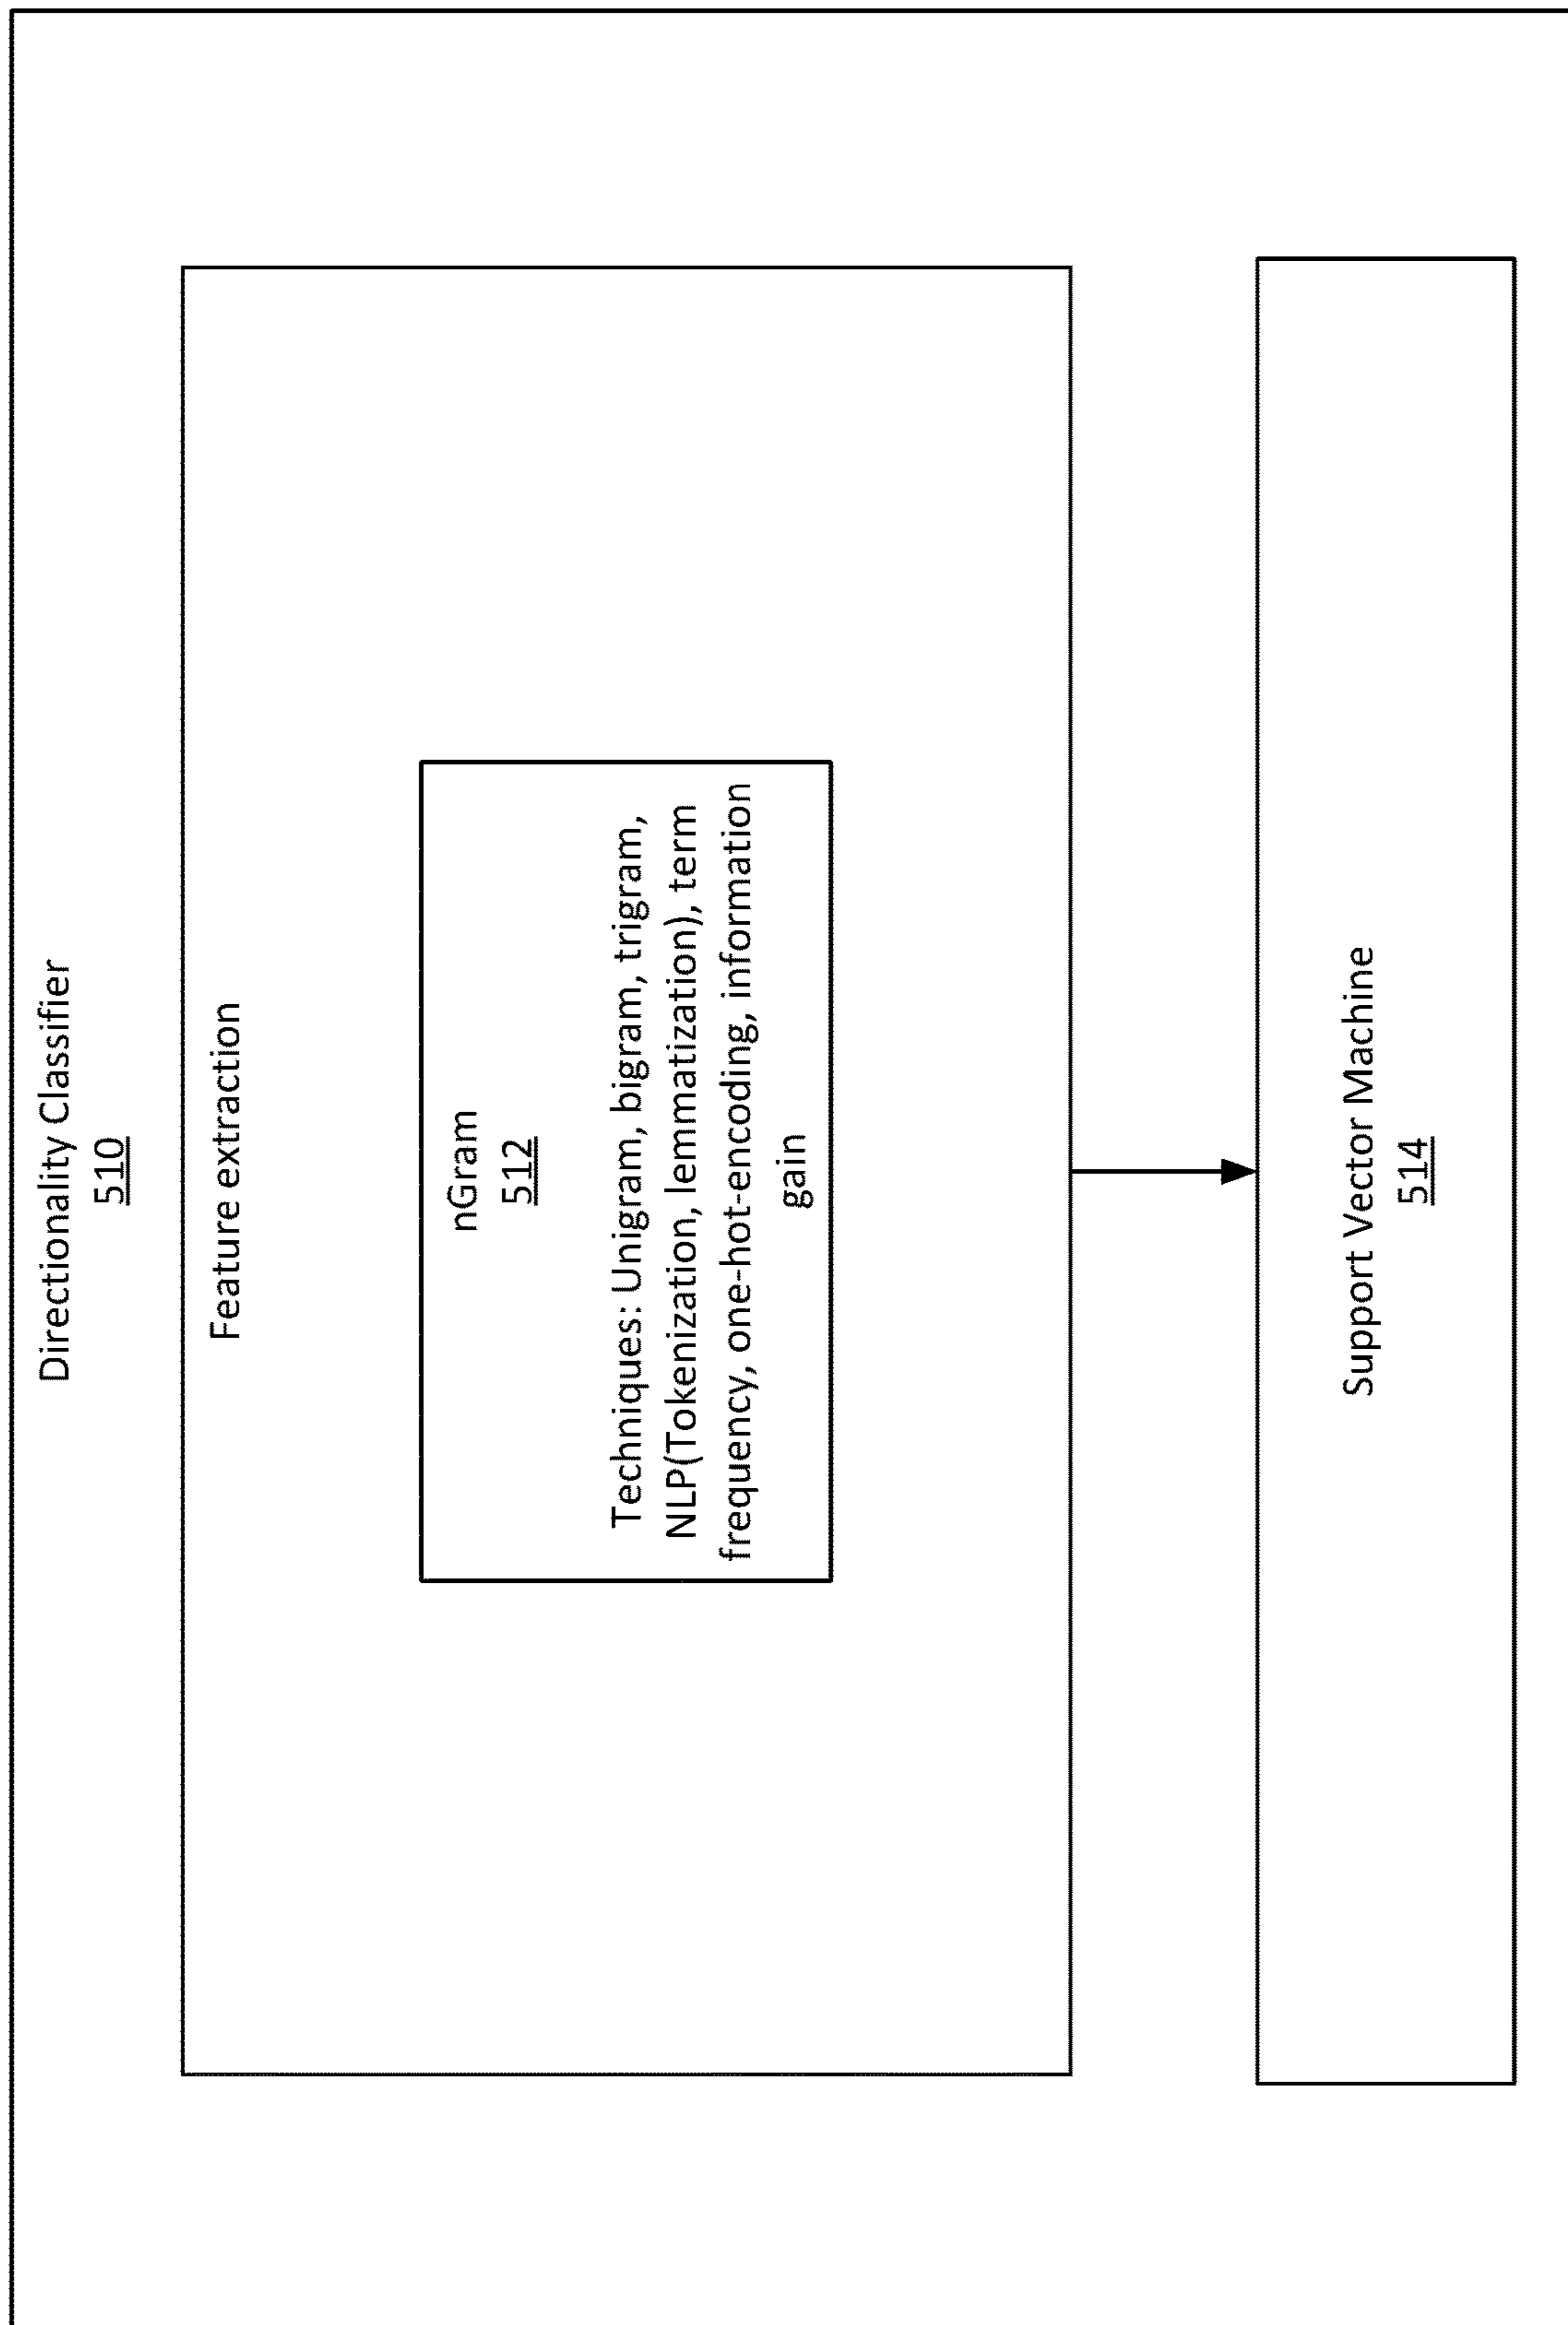 Directionality Classifier
510
Feature extraction
nGram
512
Techniques: Unigram, bigram, trigram,
NLP(Tokenization, lemmatization), term
frequency, one-hot-encoding, information
gain
Support Vector Machine
514